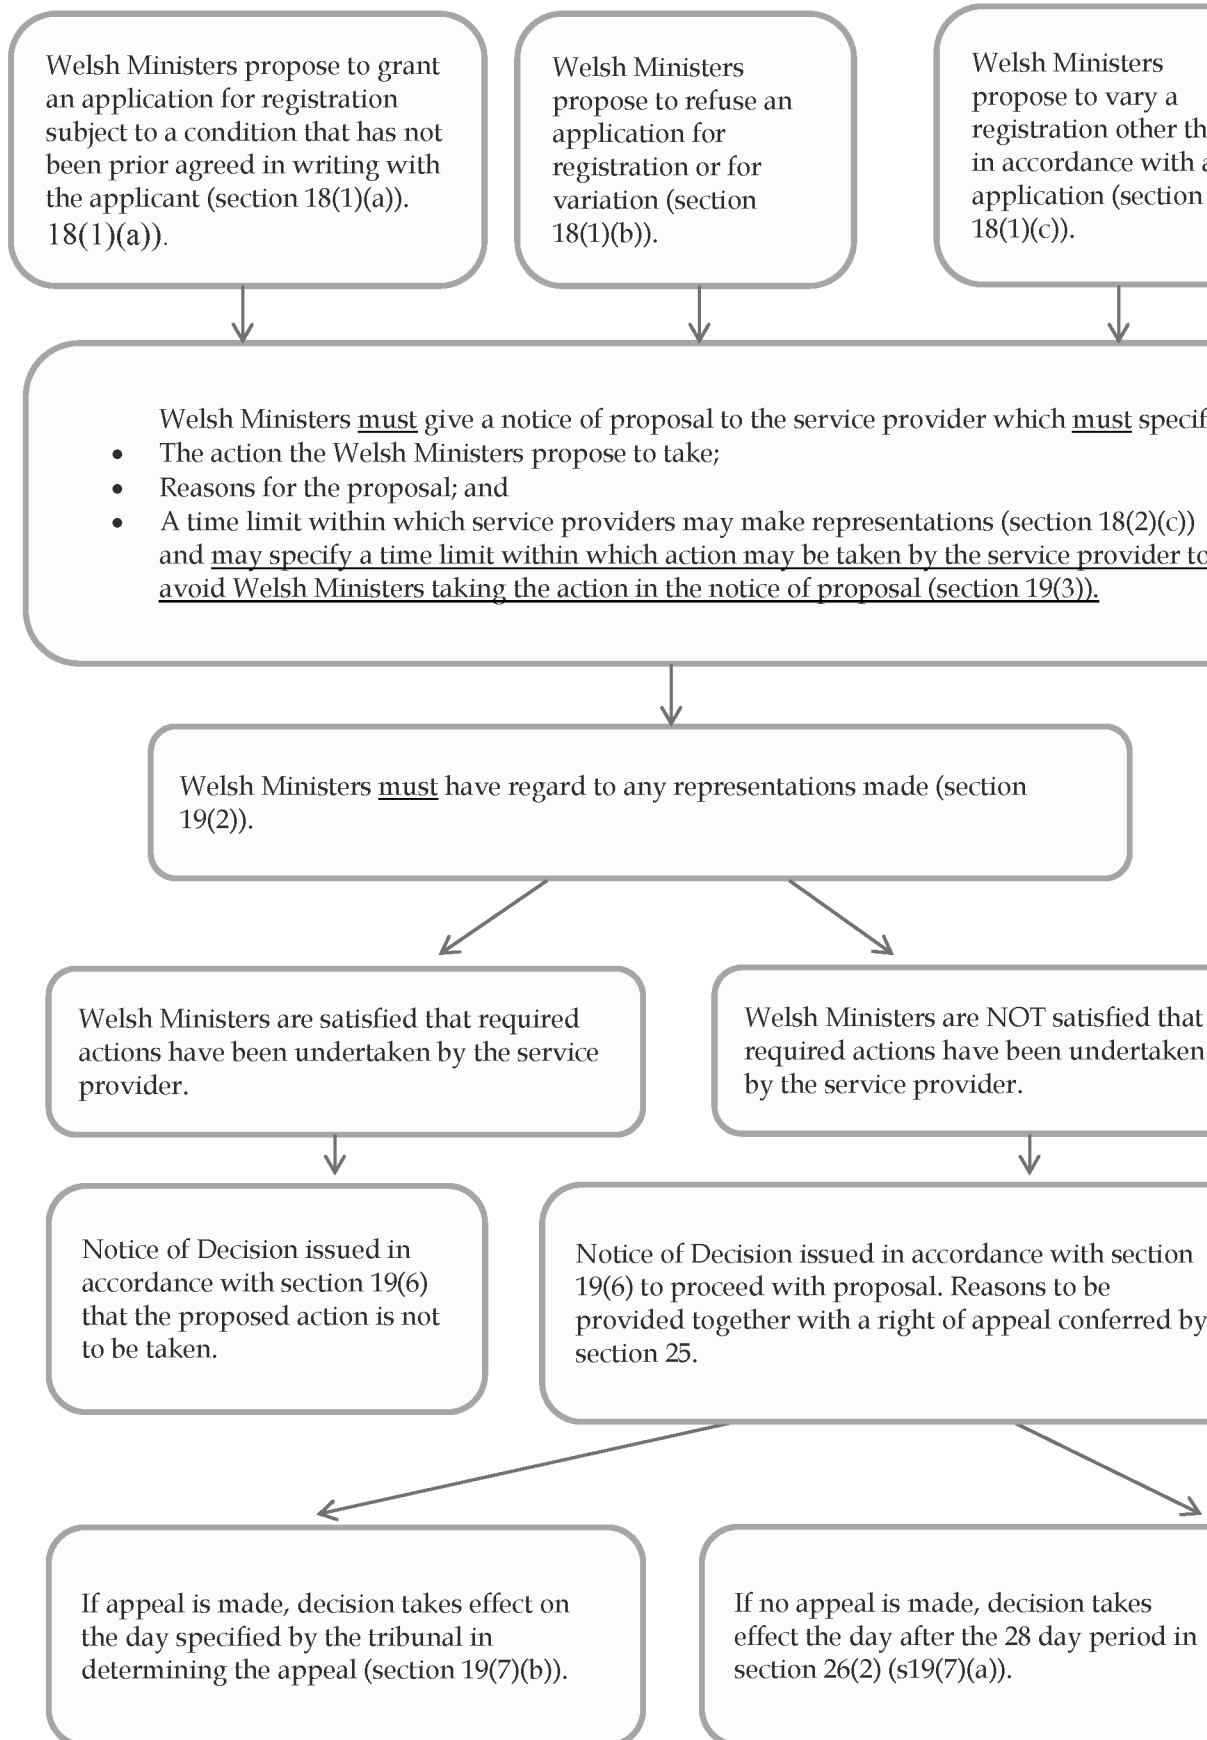 Welsh Ministers propose to grant
an application for registration
subject to a condition that has not
been prior agreed in writing with
the applicant (section 18(1)(a)).
18(1)(a)).
Welsh Ministers
propose to refuse an
application for
registration or for
variation (section
18(1)(b)).
Welsh Ministers
propose to vary a
registration other
in accordance with
application (section
18(1)(c)).
Welsh Ministers must give a notice of proposal to the service provider which must
• The action the Welsh Ministers propose to take;
• Reasons for the proposal; and
• A time limit within which service providers may make representations (section 18(2)(c))
and may specify a time limit within which action may be taken by the service provider to
avoid Welsh Ministers taking the action in the notice of proposal (section 19(3)).
Welsh Ministers must have regard to any representations made (section
19(2)).
Welsh Ministers are satisfied that required
actions have been undertaken by the service
provider.
Welsh Ministers are NOT satisfied that
required actions have been undertaken
by the service provider.
Notice of Decision issued in
accordance with section 19(6)
that the proposed action is not
to be taken.
Notice of Decision issued in accordance with section
19(6) to proceed with proposal. Reasons to be
provided together with a right of appeal conferred by
section 25.
If appeal is made, decision takes effect on
the day specified by the tribunal in
determining the appeal (section 19(7)(b)).
If no appeal is made, decision takes
effect the day after the 28 day period in
section 26(2) (s19(7)(a)).